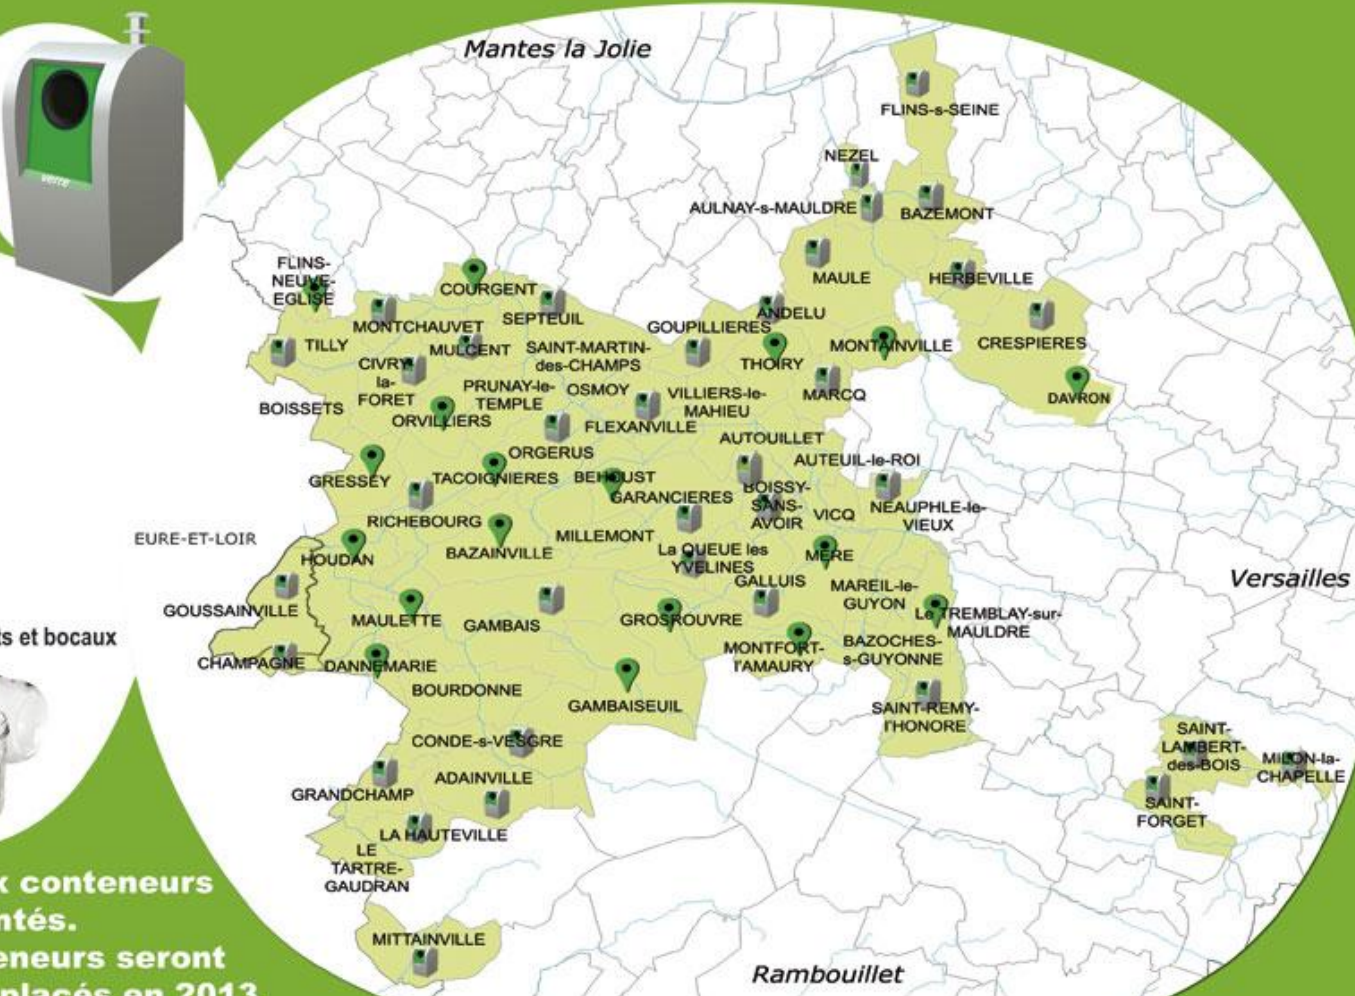 verre
Mantes la Jolie
FLINS-s-SEINE
NEZEL
AULNAY-s-MAULDRE
BAZEMONT
MAULE
HERBEVILLE
FLINS-
NEUVE-
EGLISE
COURGENT
MONTCHAUVET
SEPTEUIL
GOUPILLIERES
ANDELU
CRESPIERES
TILLY
MULCENT
SAINT-MARTIN-
des-CHAMPS
THOIRY
MONTAINVILLE
CIVRY-
la-
FORET
PRUNAY-le-
TEMPLE
OSMOY
VILLIERS-le-
MAHIEU
MARCQ
DAVRON
BOISSETS
ORVILLIERS
FLEXANVILLE
AUTOUILLET
ORGERUS
AUTEUIL-le-ROI
GRESSEY
TACOIGNIERES
BEHOUST
GARANCIERES
BOISSY-
SANS-
AVOIR
VICQ
NEAUPHLE-le-
VIEUX
RICHEBOURG
EURE-ET-LOIR
HOUDAN
BAZAINVILLE
MILLEMONT
La QUEUE les
YVELINES
MERE
GALLUIS
MAREIL-le-
GUYON
Versailles
GOUSSAINVILLE
MAULETTE
GAMBAIS
GROSROUVRE
Le TREMBLAY-sur-
MAULDRE
ts et bocaux
MONTFORT-
l'AMAURY
BAZOCHES-
s-GUYONNE
CHAMPAGNE
DANNEMARIE
BOURDONNE
GAMBAISEUIL
SAINT-REMY-
l'HONORE
CONDE-s-VESGRE
SAINT-
LAMBERT-
des-BOIS
MILON-la-
CHAPELLE
ADAINVILLE
GRANDCHAMP
SAINT-
FORGET
LA HAUTEVILLE
LE
TARTRE-
GAUDRAN
x conteneurs
ntés.
eneurs seront
placés en 2013
MITTAINVILLE
Rambouillet